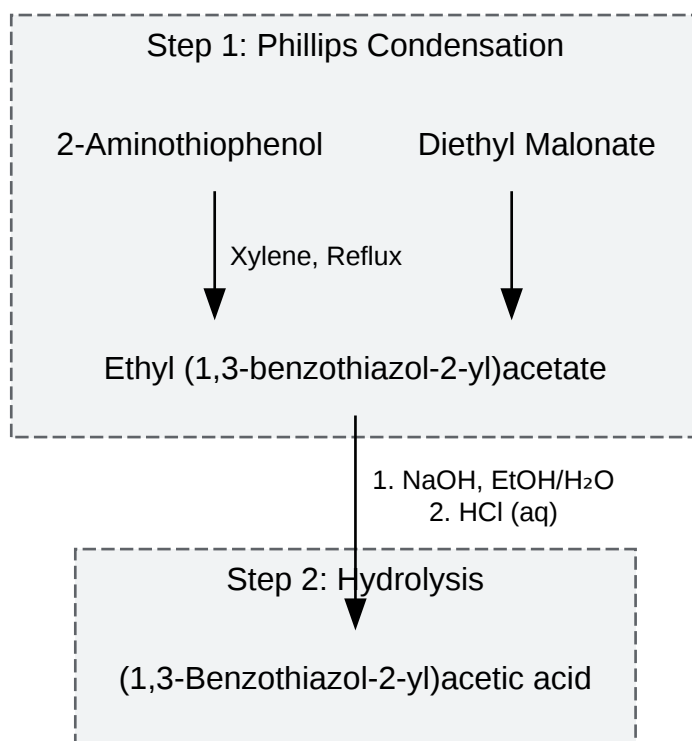 Step 1: Phillips Condensation
2-Aminothiophenol
Diethyl Malonate
Xylene, Reflux
Ethyl (1,3-benzothiazol-2-yl)acetate
1. NaOH, EtOH/H₂O
2. HCl (aq)
Step 2: Hydrolysis
(1,3-Benzothiazol-2-yl)acetic acid